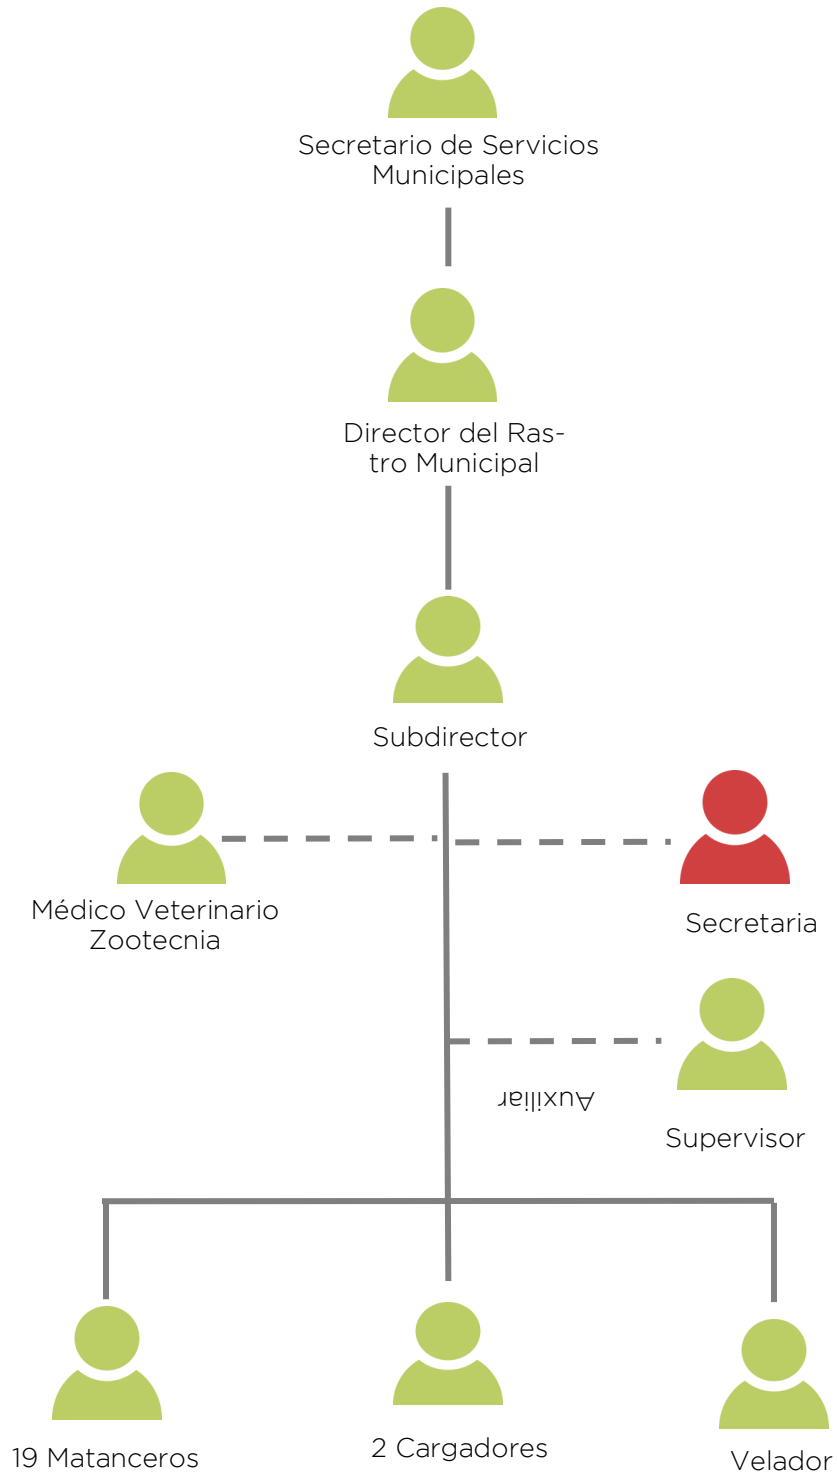 Secretario de Servicios
Municipales
Director del Ras-
tro Municipal
Subdirector
Médico Veterinario
Zootecnia
Secretaria
Auxiliar
Supervisor
19 Matanceros
2 Cargadores
Velador